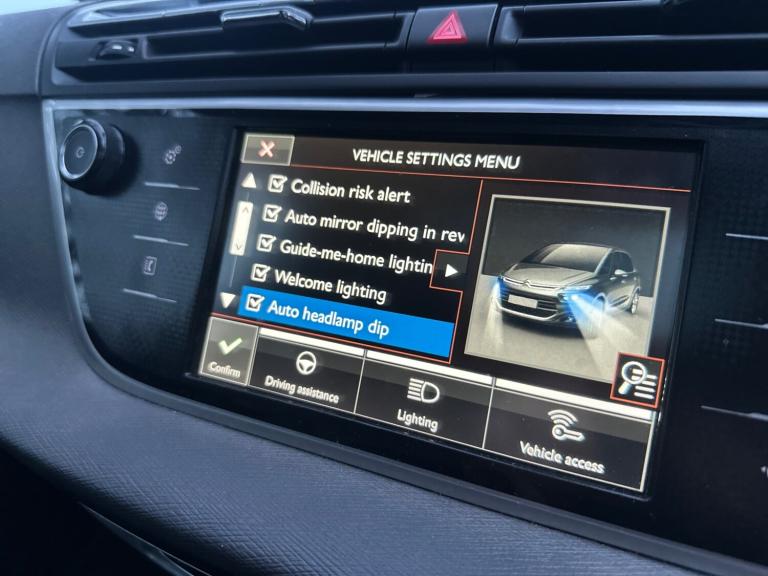 VEHICLE SETTINGS MENU
Collision risk alert
Auto mirror dipping in rev
Guide-me-home lightin
Welcome lighting
Auto headlamp dip
Confirm
Driving assistance
Lighting
Vehicle access